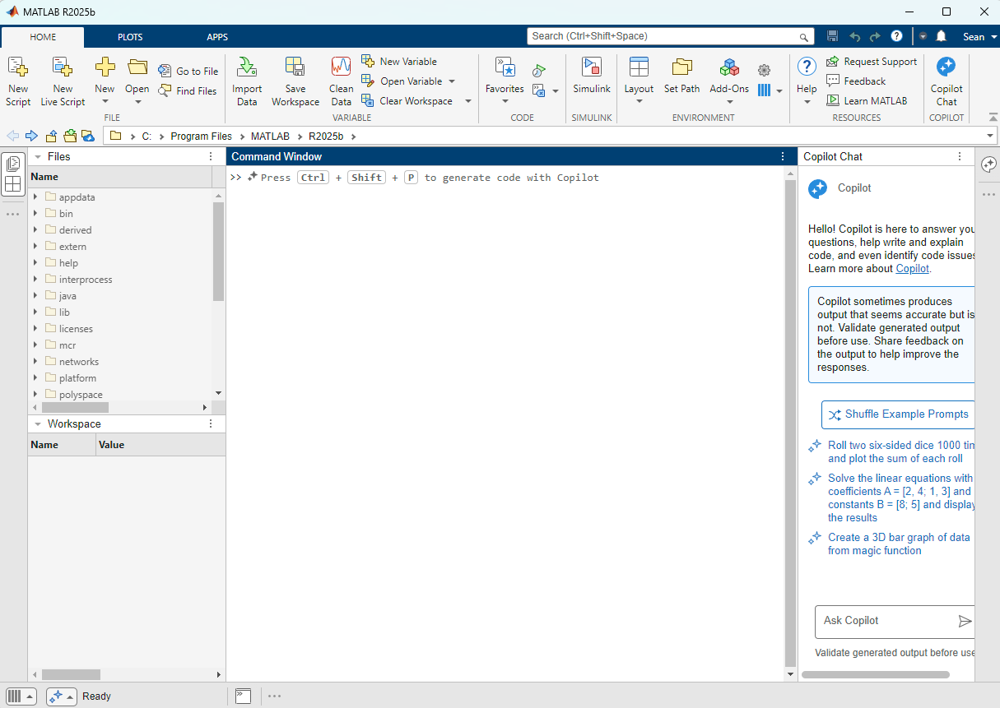 MATLAB R2025b
HOME PLOTS APPS
Search (Ctrl+Shift+Space)
Sean
New Script
New Live Script
New
Open
Go to File
Find Files
FILE
Import Data
Save Workspace
Clean Data
New Variable
Open Variable
Clear Workspace
VARIABLE
Favorites
CODE
Simulink
SIMULINK
Layout
Set Path
Add-Ons
ENVIRONMENT
Help
Request Support
Feedback
Learn MATLAB
RESOURCES
Copilot Chat
COPILOT
C: Program Files MATLAB R2025b
Files
Name
appdata
bin
derived
extern
help
interprocess
java
lib
licenses
mcr
networks
platform
polyspace
Workspace
Name Value
Command Window
>> Press Ctrl + Shift + P to generate code with Copilot
Copilot Chat
Copilot
Hello! Copilot is here to answer you
questions, help write and explain
code, and even identify code issues
Learn more about Copilot.
Copilot sometimes produces
output that seems accurate but is
not. Validate generated output
before use. Share feedback on
the output to help improve the
responses.
Shuffle Example Prompts
Roll two six-sided dice 1000 tim
and plot the sum of each roll
Solve the linear equations with
coefficients A = [2, 4; 1, 3] and
constants B = [8; 5] and display
the results
Create a 3D bar graph of data
from magic function
Ask Copilot
Validate generated output before use
Ready